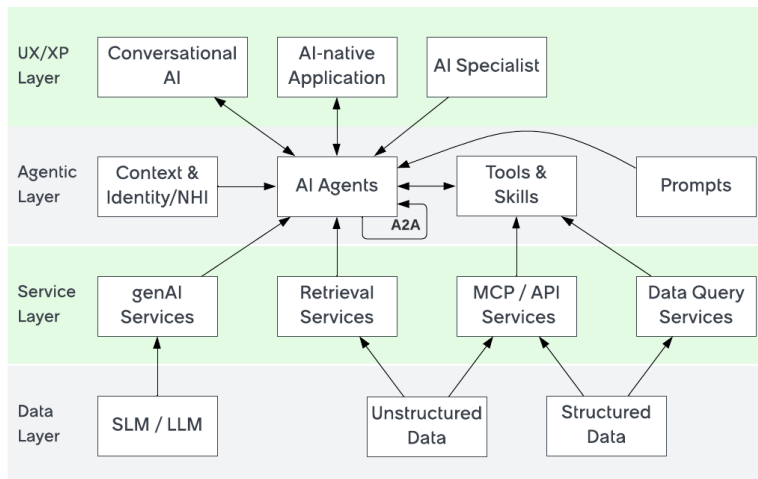 UX/XP
Layer
Conversational
AI
AI-native
Application
AI Specialist
Agentic
Layer
Context &
Identity/NHI
AI Agents
Tools &
Skills
Prompts
A2A
Service
Layer
genAI
Services
Retrieval
Services
MCP / API
Services
Data Query
Services
Data
Layer
SLM / LLM
Unstructured
Data
Structured
Data